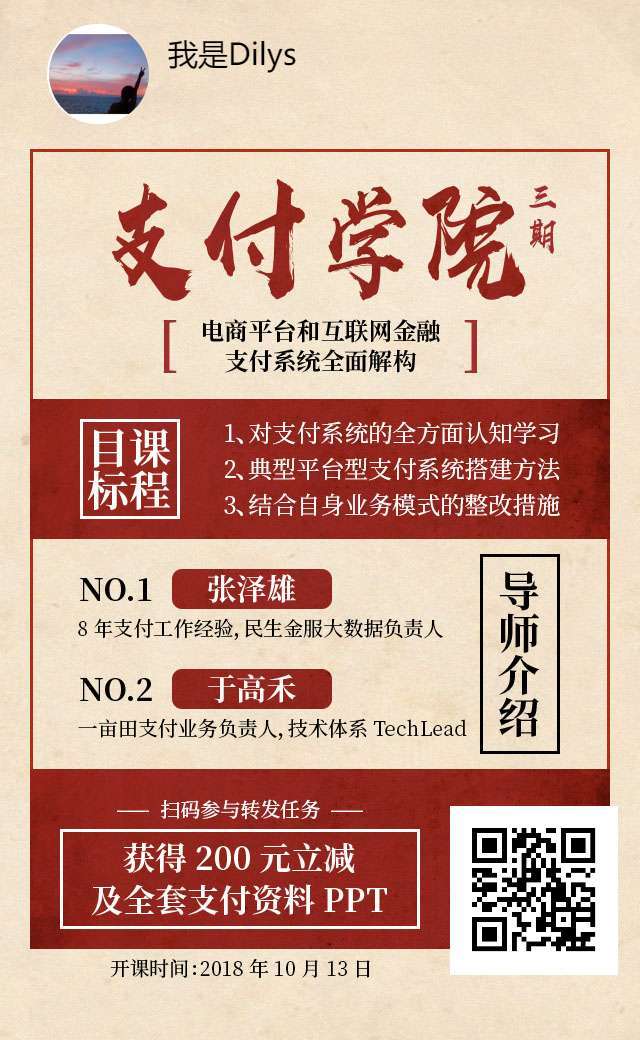 我是Dilys
支付学院
三期
电商平台和互联网金融
支付系统全面解构
课程目标
1、对支付系统的全方面认知学习
2、典型平台型支付系统搭建方法
3、结合自身业务模式的整改措施
NO.1 张泽雄
8 年支付工作经验, 民生金服大数据负责人
NO.2 于高禾
一亩田支付业务负责人, 技术体系 TechLead
导师介绍
扫码参与转发任务
获得 200 元立减
及全套支付资料 PPT
开课时间:2018 年 10 月 13 日